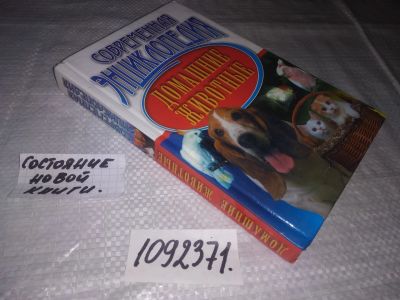 СОВРЕМЕННАЯ
ЭНЦИКЛОПЕДИЯ
ДОМАШНИЕ
ЖИВОТНЫЕ
ДОМАШНИЕ ЖИВОТНЫЕ
СОСТОЯНИЕ
НОВОЙ
КНИГИ.
1092371.